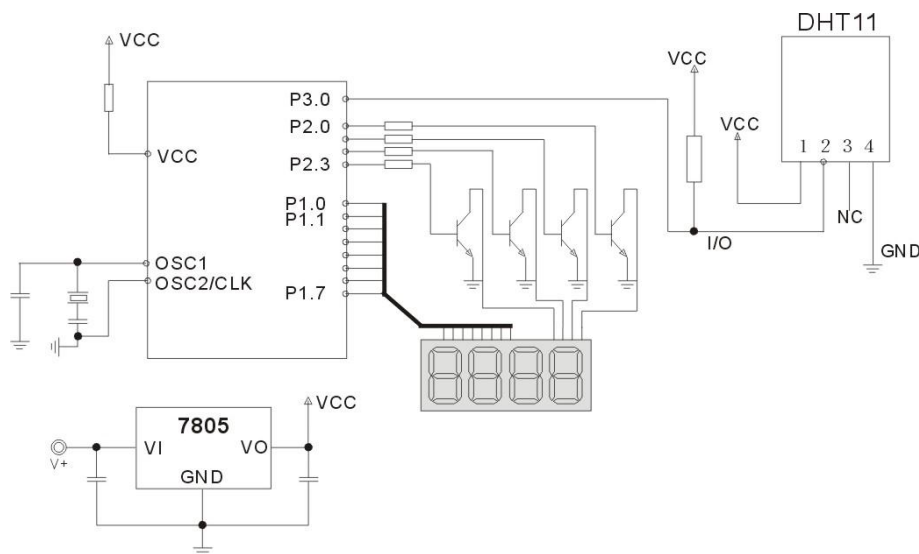 DHT11
VCC
VCC
P3.0
VCC
P2.0
VCC
P2.3
1 2 3 4
P1.0
P1.1
NC
I/O
GND
OSC1
OSC2/CLK
P1.7
VCC
7805
VI
VO
V+
GND